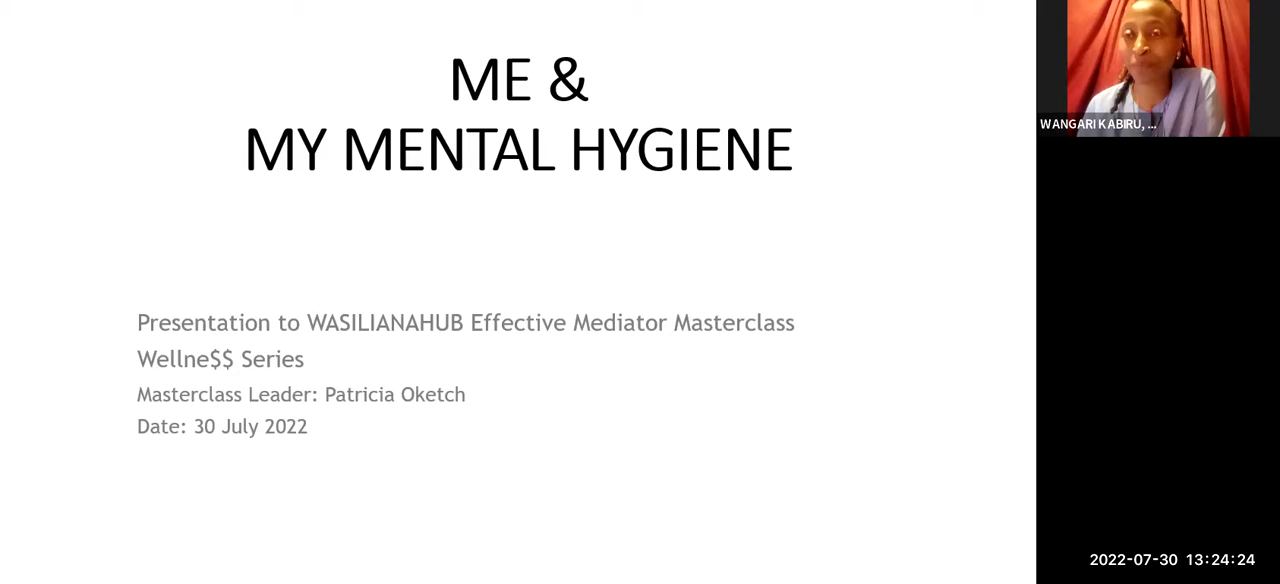 ME &
MY MENTAL HYGIENE
Presentation to WASILIANAHUB Effective Mediator Masterclass
Wellne$$ Series
Masterclass Leader: Patricia Oketch
Date: 30 July 2022
WANGARI KABIRU, ...
2022-07-30 13:24:24